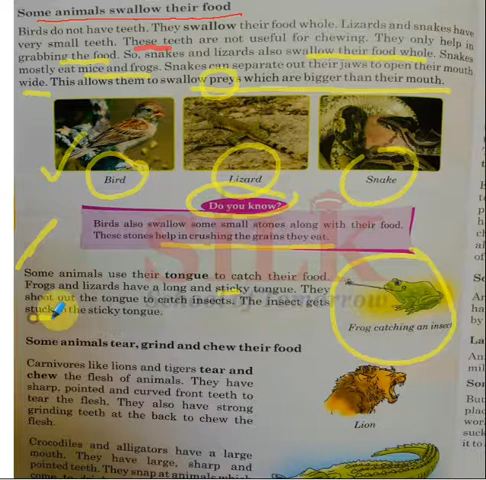 Some animals swallow their food
Birds do not have teeth. They swallow their food whole. Lizards and snakes have
very small teeth. These teeth are not useful for chewing. They only help in
grabbing the food. So, snakes and lizards also swallow their food whole. Snakes
mostly eat mice and frogs. Snakes can separate out their jaws to open their mouth
wide. This allows them to swallow preys which are bigger than their mouth.
Bird
Lizard
Snake
Do you know?
Birds also swallow some small stones along with their food.
These stones help in crushing the grains they eat.
SILK
tomorrow
Some animals use their tongue to catch their food.
Frogs and lizards have a long and sticky tongue. They
shoot out the tongue to catch insects. The insect gets
stuck the sticky tongue.
Frog catching an insect
Some animals tear, grind and chew their food
Carnivores like lions and tigers tear and
chew the flesh of animals. They have
sharp, pointed and curved front teeth to
tear the flesh. They also have strong
grinding teeth at the back to chew the
flesh.
Lion
Crocodiles and alligators have a large
mouth. They have large, sharp and
pointed teeth. They snap at animals which